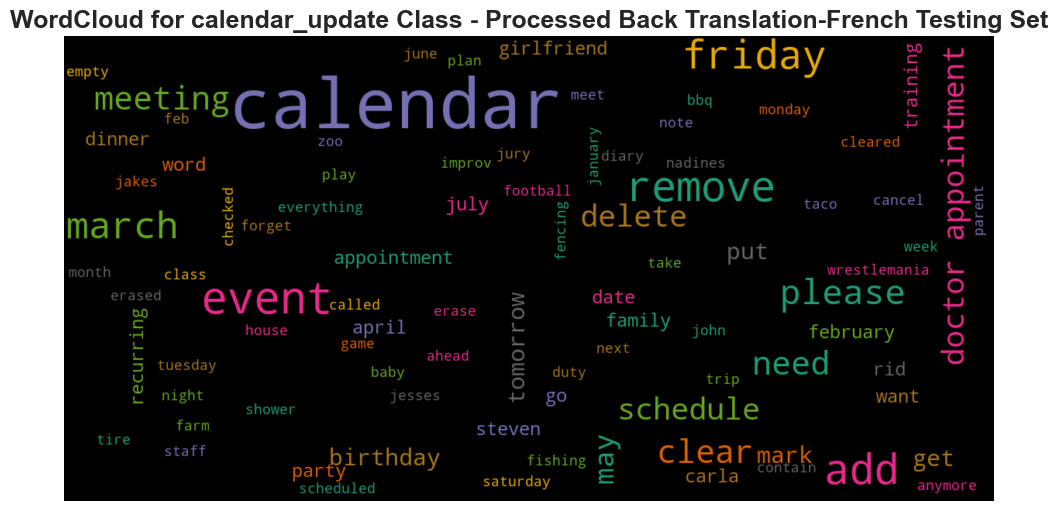 WordCloud for calendar_update Class - Processed Back Translation-French Testing Set
empty
june
plan
girlfriend
friday
training
meeting
feb
calendar
meet
bbq
monday
doctor appointment
dinner
zoo
note
cleared
word
improv
jury
january
diary
nadines
jakes
play
football
remove
taco
cancel
parent
checked
everything
july
march
forget
fencing
delete
put
week
month
class
appointment
take
wrestlemania
erased
event
called
tomorrow
date
please
recurring
house
april
erase
family
john
february
game
tuesday
ahead
next
need
rid
baby
duty
trip
night
jesses
go
want
shower
schedule
farm
steven
tire
staff
birthday
may
clear
mark
get
party
fishing
contain
add
scheduled
saturday
carla
anymore